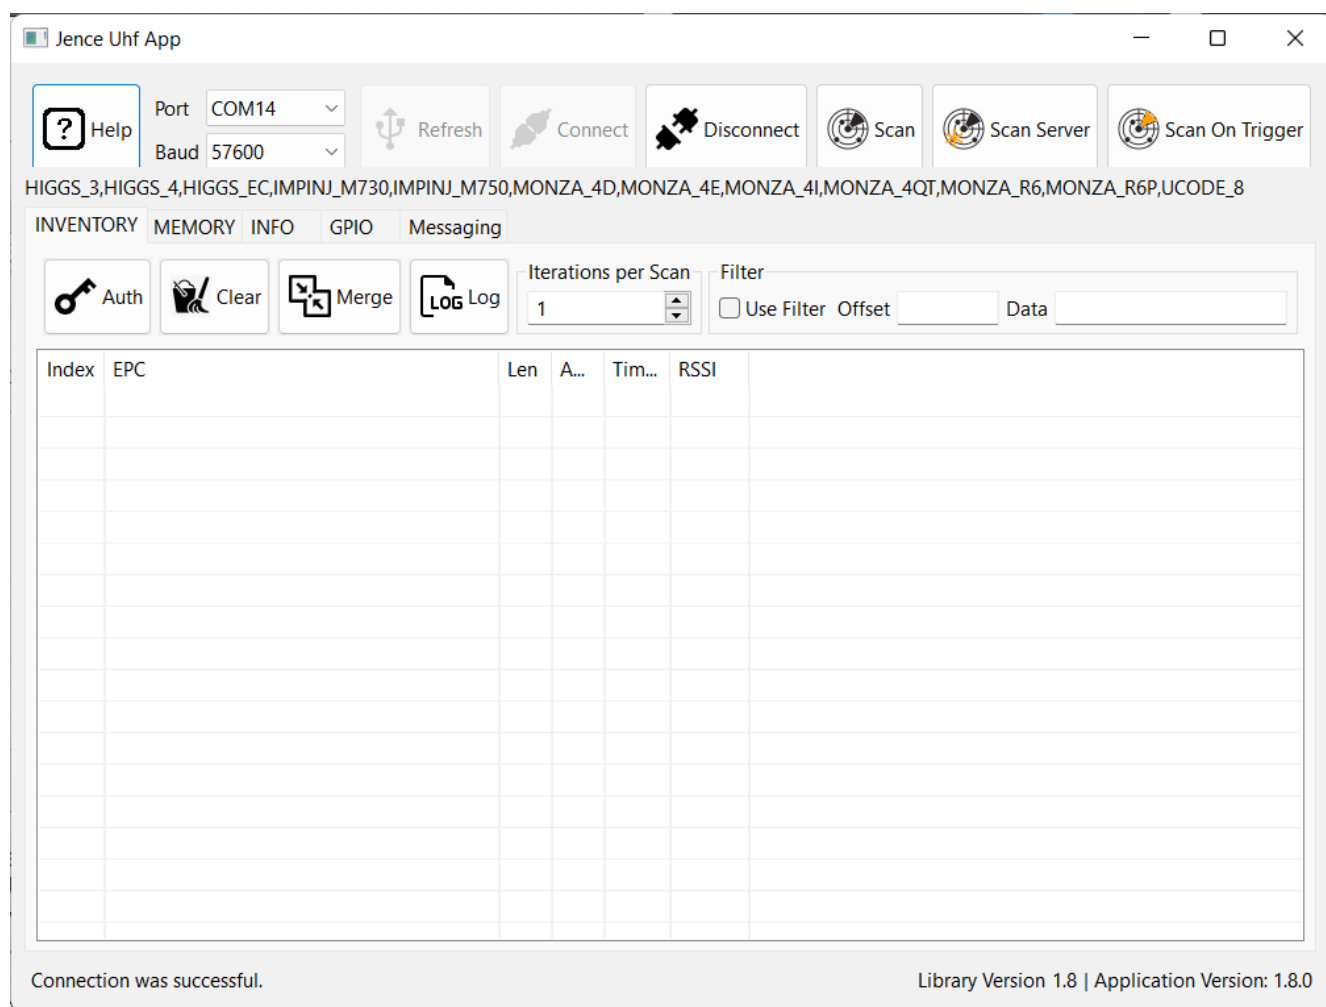 Jence Uhf App
Help
Port COM14
Baud 57600
Refresh
Connect
Disconnect
Scan
Scan Server
Scan On Trigger
HIGGS_3,HIGGS_4,HIGGS_EC,IMPINJ_M730,IMPINJ_M750,MONZA_4D,MONZA_4E,MONZA_4I,MONZA_4QT,MONZA_R6,MONZA_R6P,UCODE_8
INVENTORY MEMORY INFO GPIO Messaging
Auth
Clear
Merge
LOG Log
Iterations per Scan
1
Filter
Use Filter Offset Data
Index EPC Len A... Tim... RSSI
Connection was successful.
Library Version 1.8 | Application Version: 1.8.0